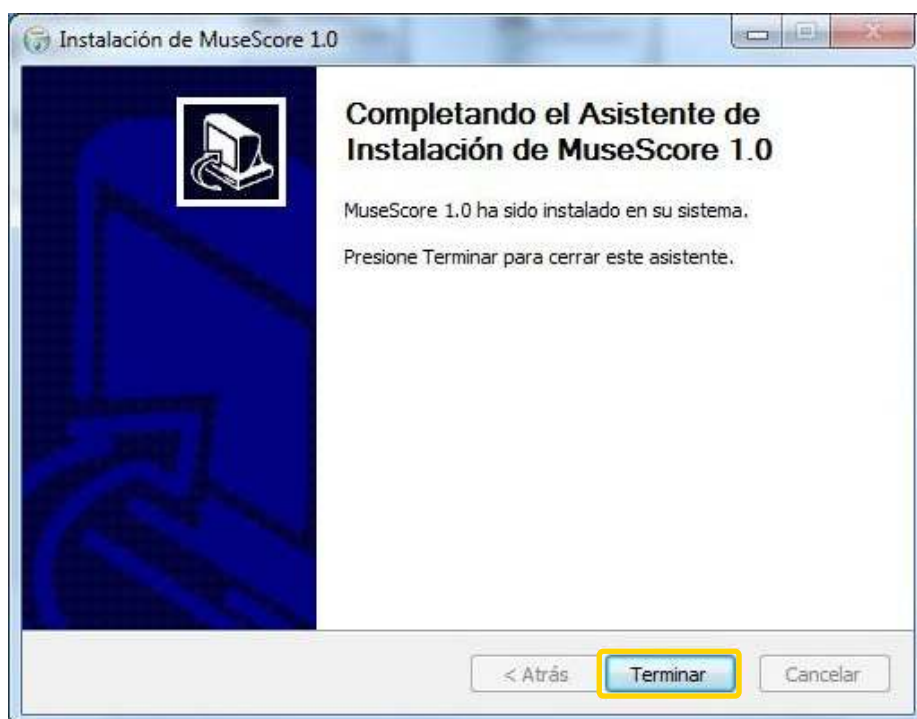 Instalación de MuseScore 1.0
Completando el Asistente de
Instalación de MuseScore 1.0
MuseScore 1.0 ha sido instalado en su sistema.
Presione Terminar para cerrar este asistente.
< Atrás Terminar Cancelar